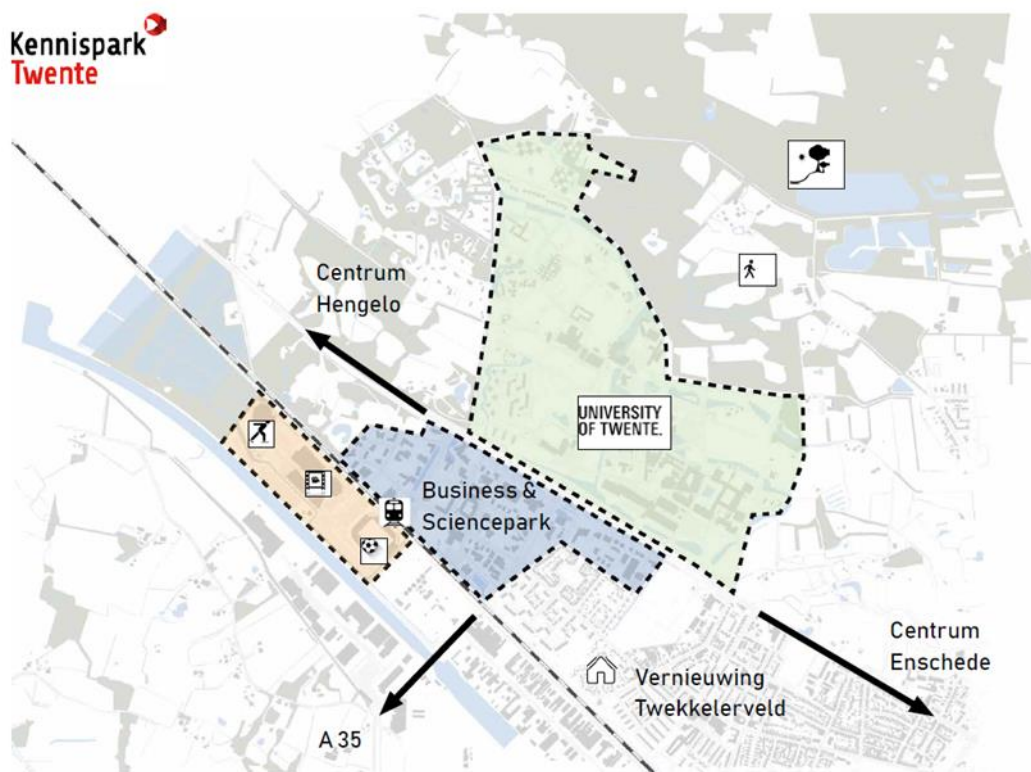 Kennispark
Twente
Centrum
Hengelo
UNIVERSITY
OF TWENTE.
Business &
Sciencepark
Centrum
Enschede
Vernieuwing
Twekkelerveld
A 35